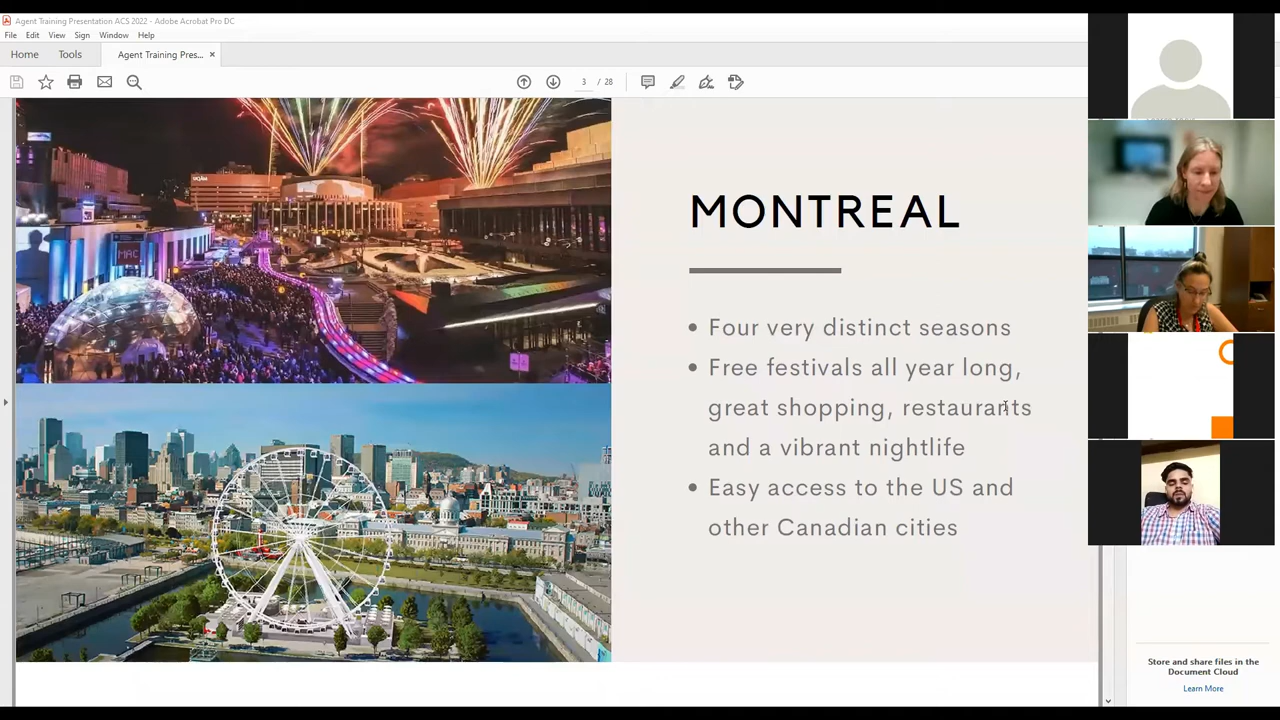 Agent Training Presentation ACS 2022 - Adobe Acrobat Pro DC
File Edit View Sign Window Help
Home Tools Agent Training Pres... ×
3 / 28
UQAM
MAC
MONTREAL
• Four very distinct seasons
• Free festivals all year long,
great shopping, restaurants
and a vibrant nightlife
• Easy access to the US and
other Canadian cities
Store and share files in the
Document Cloud
Learn More